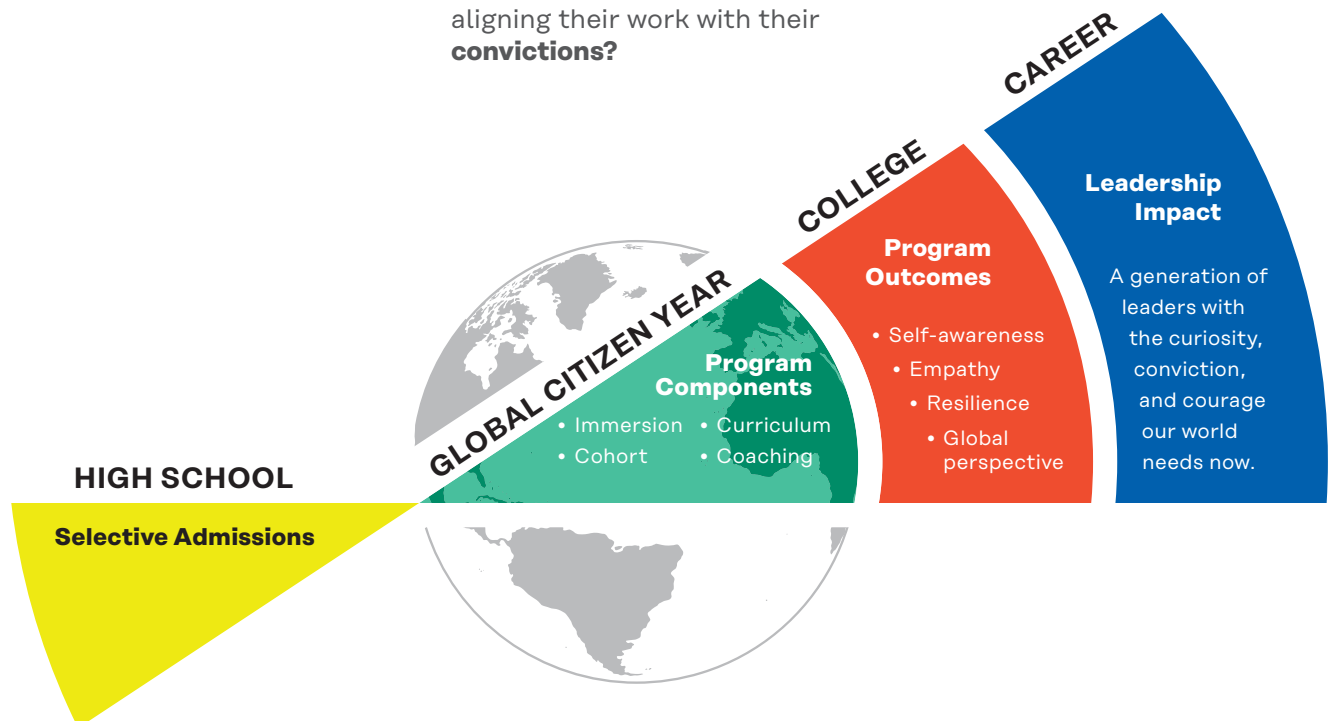 aligning their work with their
convictions?
HIGH SCHOOL
Selective Admissions
GLOBAL CITIZEN YEAR
Program
Components
• Immersion
• Cohort
• Curriculum
• Coaching
COLLEGE
Program
Outcomes
• Self-awareness
• Empathy
• Resilience
• Global
perspective
CAREER
Leadership
Impact
A generation of
leaders with
the curiosity,
conviction,
and courage
our world
needs now.